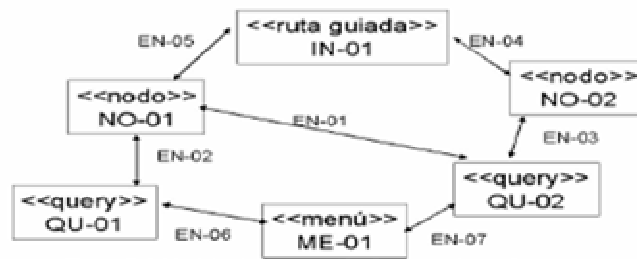 <<ruta guiada>>
IN-01
EN-05
EN-04
<<nodo>>
NO-01
<<nodo>>
NO-02
EN-01
EN-03
EN-02
<<query>>
QU-01
<<query>>
QU-02
<<menú>>
ME-01
EN-06
EN-07